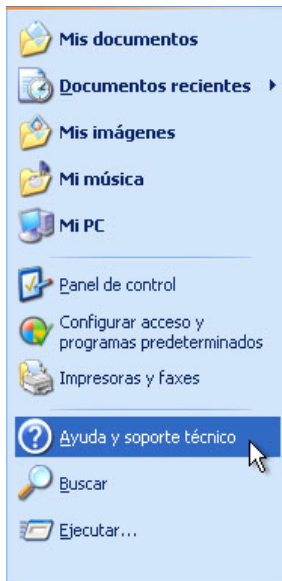 Mis documentos
Documentos recientes
Mis imágenes
Mi música
Mi PC
Panel de control
Configurar acceso y
programas predeterminados
Impresoras y faxes
Ayuda y soporte técnico
Buscar
Ejecutar...